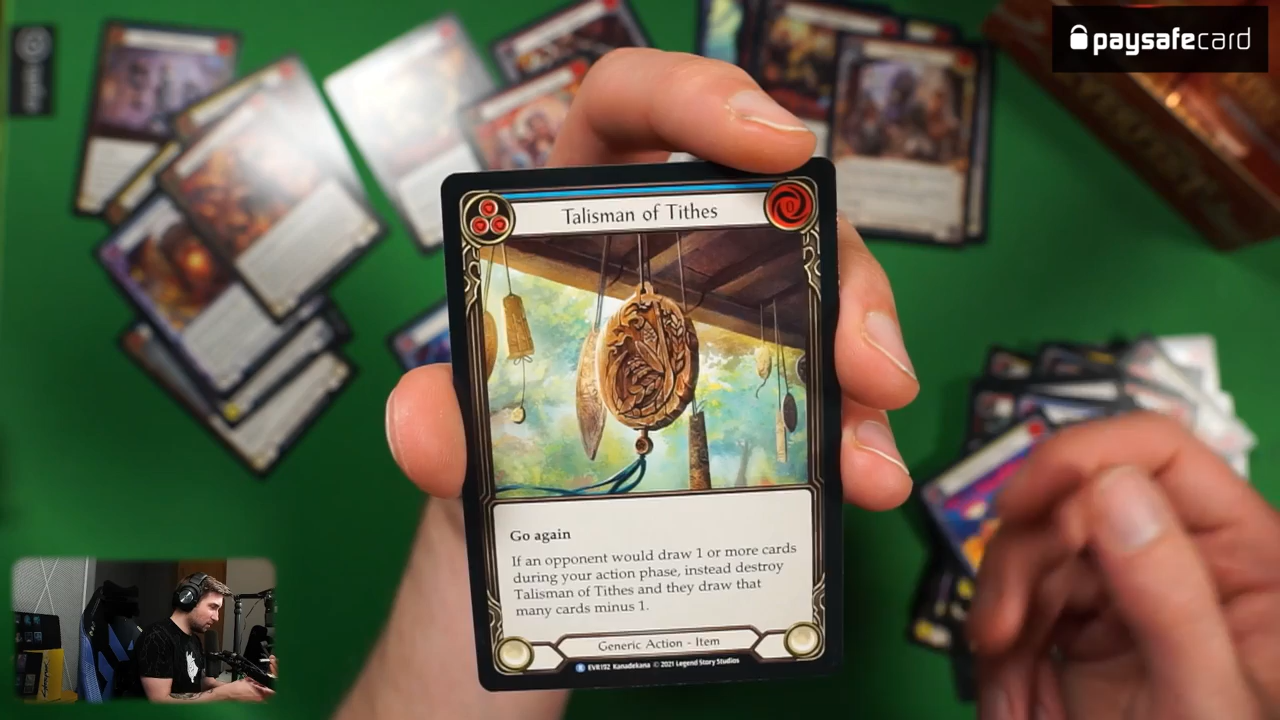 paysafecard
Talisman of Tithes
0
Go again
If an opponent would draw 1 or more cards
during your action phase, instead destroy
Talisman of Tithes and they draw that
many cards minus 1.
Generic Action - Item
R EVR192 Kanadekana © 2021 Legend Story Studios